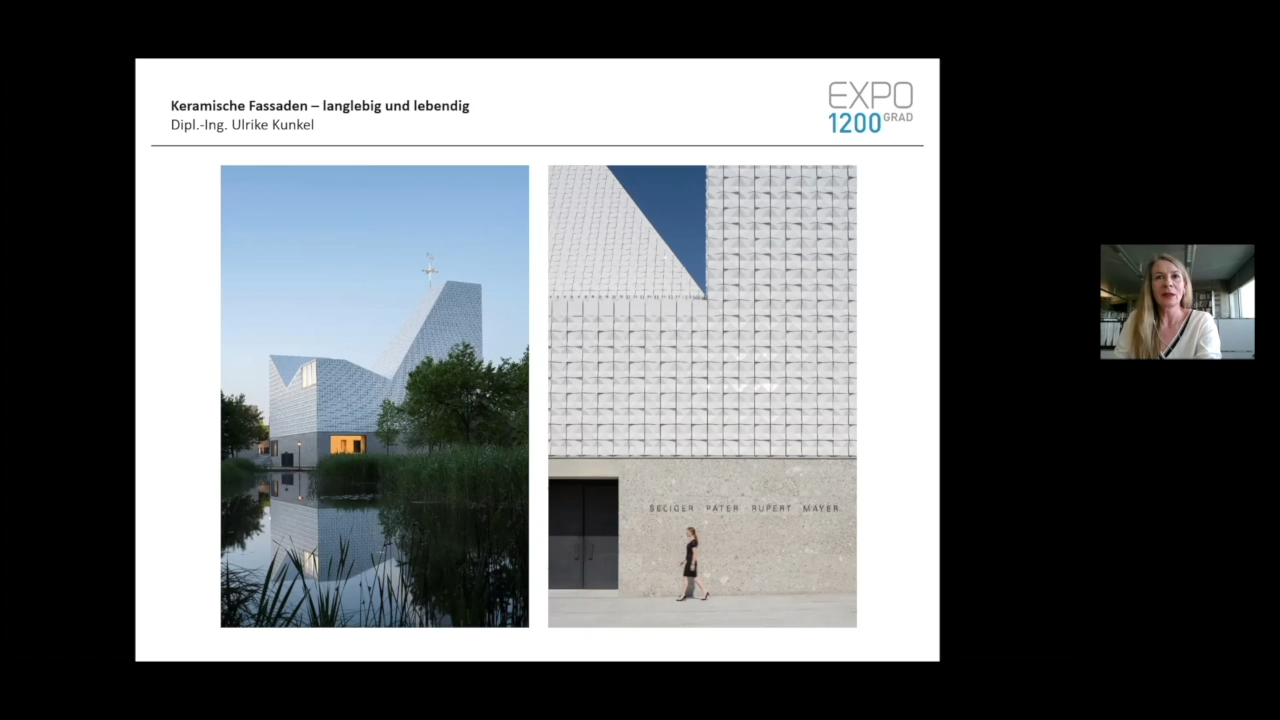 Keramische Fassaden – langlebig und lebendig
Dipl.-Ing. Ulrike Kunkel
EXPO
1200 GRAD
SELIGER PATER RUPERT MAYER